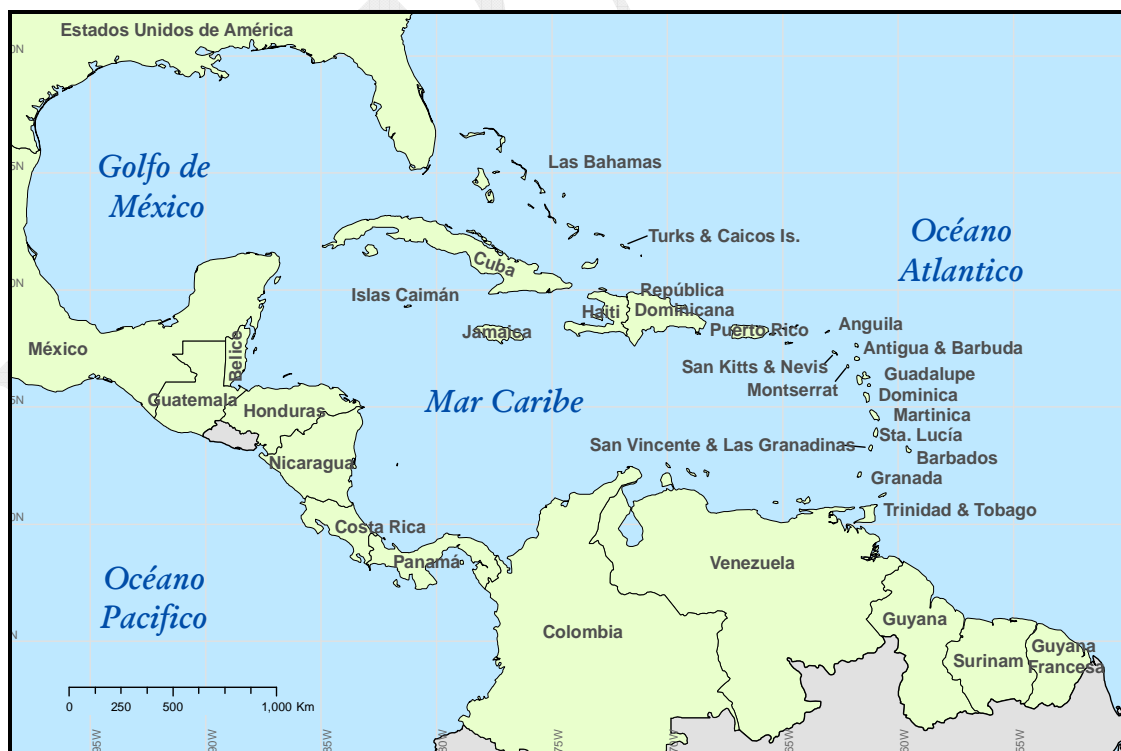 Estados Unidos de América
Golfo de
México
Las Bahamas
Turks & Caicos Is.
Océano
Atlantico
Cuba
Islas Caimán
República
Dominicana
Haiti
Jamaica
Puerto Rico
Anguila
Antigua & Barbuda
San Kitts & Nevis
Montserrat
Guadalupe
Dominica
Martinica
Sta. Lucía
San Vincente & Las Granadinas
Barbados
Granada
Trinidad & Tobago
México
Belice
Guatemala
Honduras
Nicaragua
Mar Caribe
Costa Rica
Panamá
Océano
Pacifico
Colombia
Venezuela
Guyana
Surinam
Guyana
Francesa
0 250 500 1,000 Km